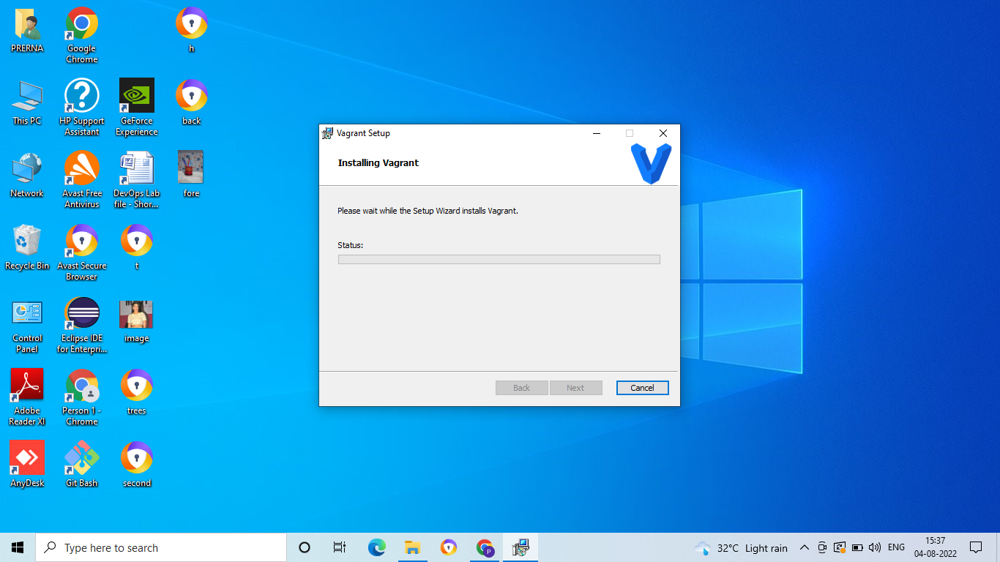 PRERNA
Google
Chrome
h
This PC
HP Support
Assistant
GeForce
Experience
back
Network
Avast Free
Antivirus
DevOps Lab
file - Shor...
fore
Recycle Bin
Avast Secure
Browser
t
Control
Panel
Eclipse IDE
for Enterpri...
image
Adobe
Reader XI
Person 1 -
Chrome
trees
AnyDesk
Git Bash
second
Vagrant Setup
Installing Vagrant
Please wait while the Setup Wizard installs Vagrant.
Status:
Back
Next
Cancel
Type here to search
P
32°C Light rain
ENG
15:37
04-08-2022